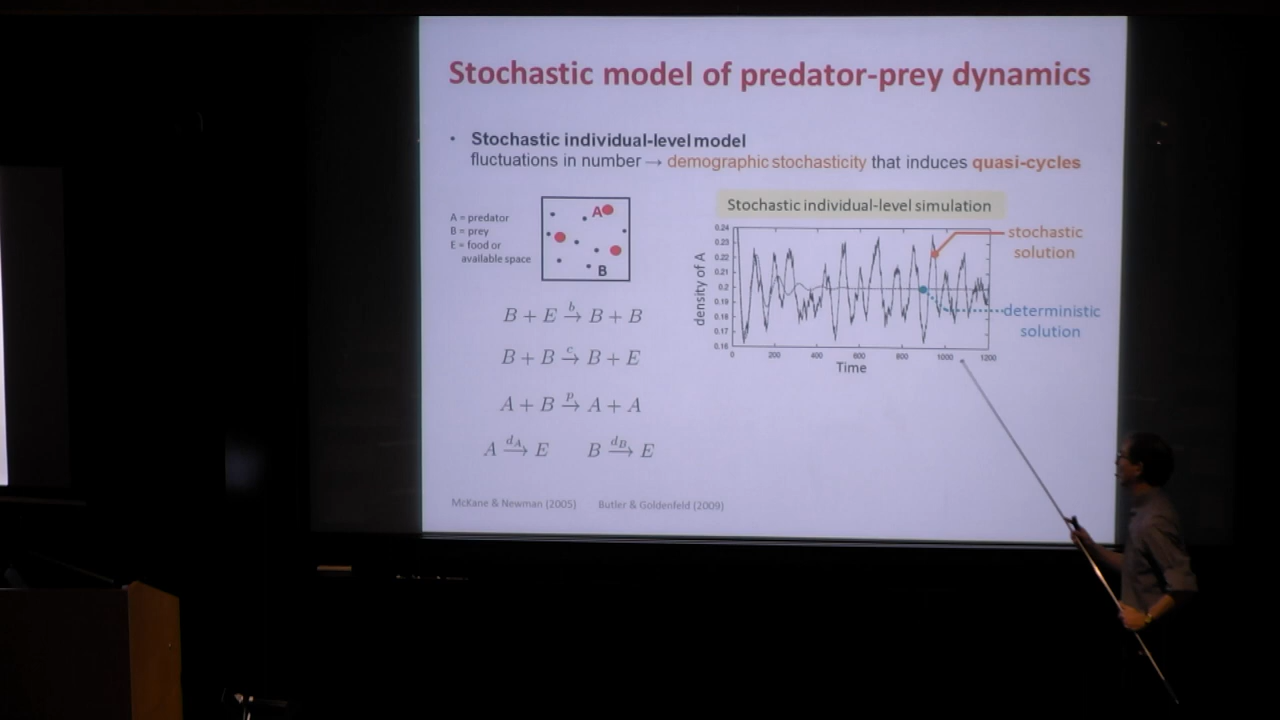 Stochastic model of predator-prey dynamics
• Stochastic individual-level model
fluctuations in number → demographic stochasticity that induces quasi-cycles
A = predator
B = prey
E = food or
available space
A
B
B + E →^b B + B
B + B →^c B + E
A + B →^p A + A
A →^{d_A} E    B →^{d_B} E
Stochastic individual-level simulation
density of A
0.24
0.23
0.22
0.21
0.2
0.19
0.18
0.17
0.16
0 200 400 600 800 1000 1200
Time
stochastic
solution
deterministic
solution
McKane & Newman (2005) Butler & Goldenfeld (2009)